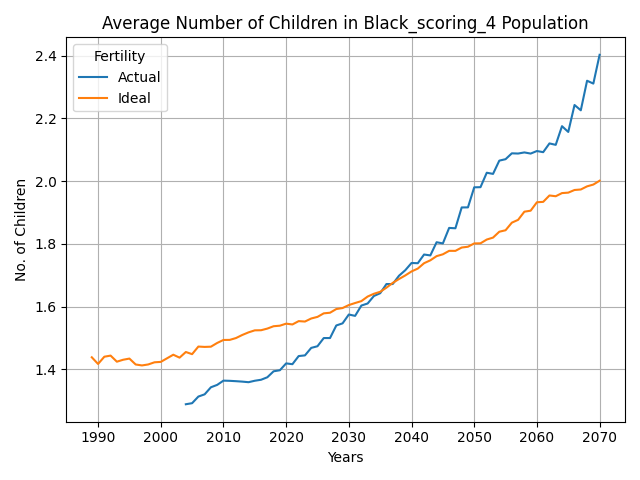 Average Number of Children in Black_scoring_4 Population
Fertility
Actual
Ideal
No. of Children
2.4
2.2
2.0
1.8
1.6
1.4
1990 2000 2010 2020 2030 2040 2050 2060 2070
Years